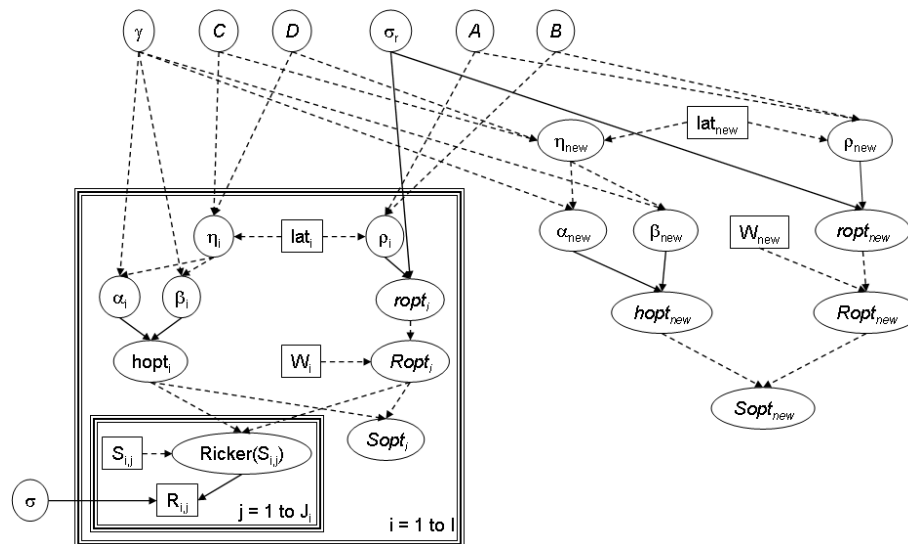 γ C D σ_r A B
lat_new
η_new ρ_new
η_i lat_i ρ_i
α_new β_new W_new ropt_new
α_i β_i ropt_i
hopt_new Ropt_new
hopt_i W_i Ropt_i
Sopt_new
Sopt_i
S_i,j Ricker(S_i,j)
σ R_i,j
j = 1 to J_i
i = 1 to I